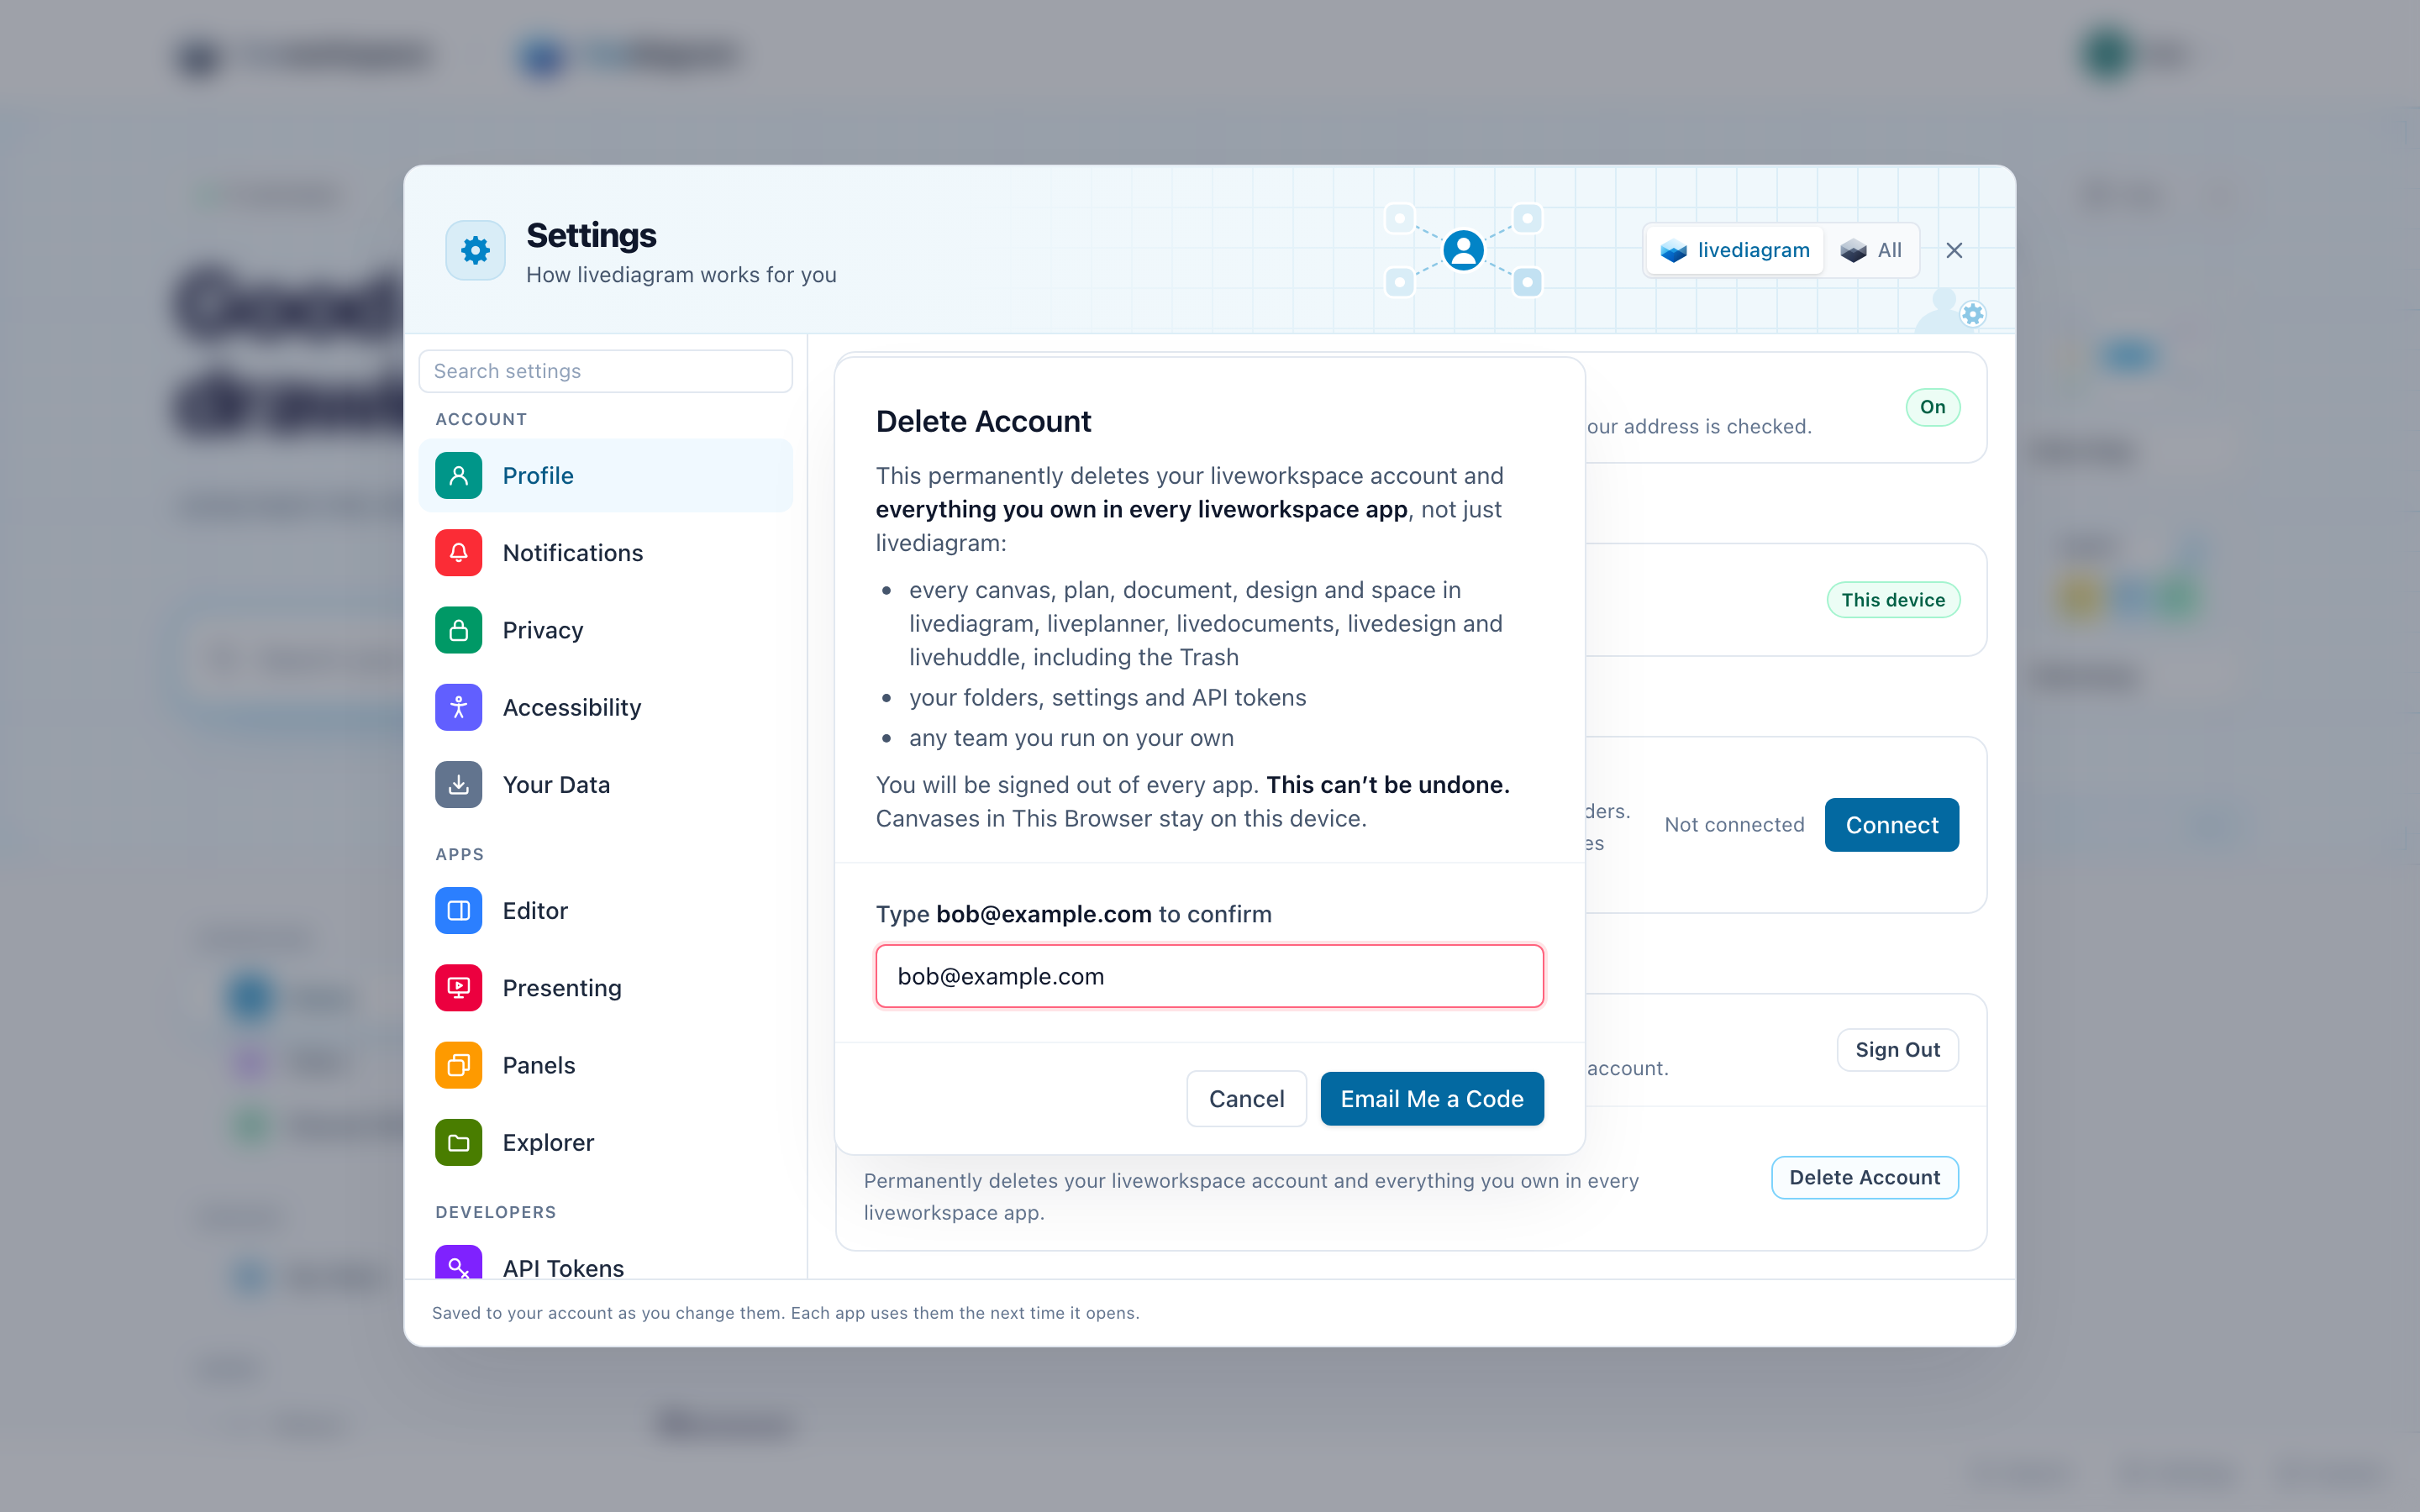 Settings
How livediagram works for you
livediagram
All
Search settings
ACCOUNT
Profile
Notifications
Privacy
Accessibility
Your Data
APPS
Editor
Presenting
Panels
Explorer
DEVELOPERS
API Tokens
our address is checked.
On
This device
ders.
es
Not connected
Connect
account.
Sign Out
Delete Account
This permanently deletes your liveworkspace account and
everything you own in every liveworkspace app, not just
livediagram:
• every canvas, plan, document, design and space in
livediagram, liveplanner, livedocuments, livedesign and
livehuddle, including the Trash
• your folders, settings and API tokens
• any team you run on your own
You will be signed out of every app. This can’t be undone.
Canvases in This Browser stay on this device.
Type bob@example.com to confirm
bob@example.com
Cancel
Email Me a Code
Permanently deletes your liveworkspace account and everything you own in every
liveworkspace app.
Delete Account
Saved to your account as you change them. Each app uses them the next time it opens.